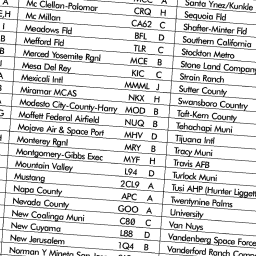 A Mc Clellan-Palomar MCC A Santa Ynez/Kunkle
E,H Mc Millan CRQ H Sequoia Fld
I Meadows Fld CA62 C Shafter-Minter Fld
Mefford Fld BFL D Southern California
B Merced Yosemite Rgnl TLR C Stockton Metro
Mesa Del Rey MCE B Stone Land Company
A Mexicali Intl KIC C Strain Ranch
Miramar MCAS MMML J Sutter County
Modesto City-County-Harry NKX H Swansboro Country
Moffett Federal Airfield MOD B Taft-Kern County
Mojave Air & Space Port NUQ B Tehachapi Muni
Monterey Rgnl MHV D Tijuana Intl
Montgomery-Gibbs Exec MRY B Tracy Muni
Mountain Valley MYF H Travis AFB
Mustang L94 D Turlock Muni
Napa County 2CL9 A Tusi AHP (Hunter Liggett
Nevada County APC A Twentynine Palms
New Coalinga Muni GOO A University
New Cuyama C80 C Van Nuys
New Jerusalem L88 D Vandenberg Space Force
Norman Y Mineta San 1Q4 B Vandenberg